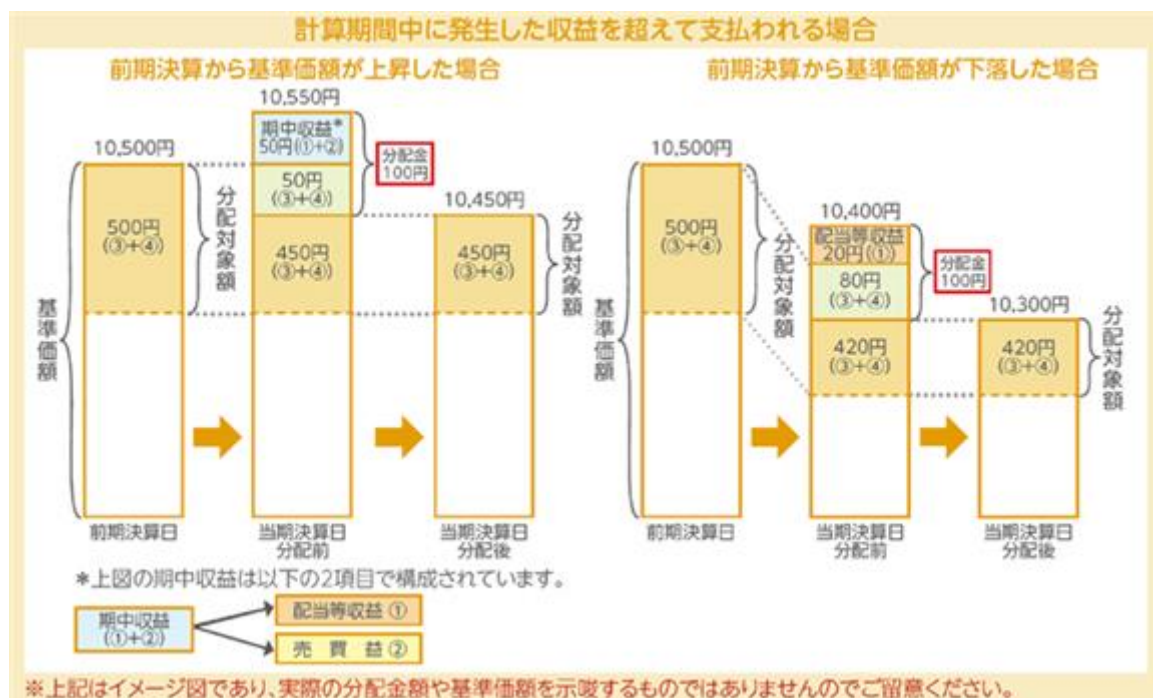 計算期間中に発生した収益を超えて支払われる場合
前期決算から基準価額が上昇した場合
10,500円
500円
(③+④)
基準価額
分配対象額
10,550円
期中収益*
50円(①+②)
50円
(③+④)
450円
(③+④)
分配金
100円
10,450円
450円
(③+④)
分配対象額
前期決算日
当期決算日
分配前
当期決算日
分配後
前期決算から基準価額が下落した場合
10,500円
500円
(③+④)
基準価額
分配対象額
10,400円
配当等収益
20円(①)
80円
(③+④)
420円
(③+④)
分配金
100円
10,300円
420円
(③+④)
分配対象額
前期決算日
当期決算日
分配前
当期決算日
分配後
*上図の期中収益は以下の2項目で構成されています。
期中収益
(①+②)
配当等収益 ①
売 買 益 ②
※上記はイメージ図であり、実際の分配金額や基準価額を示唆するものではありませんのでご留意ください。